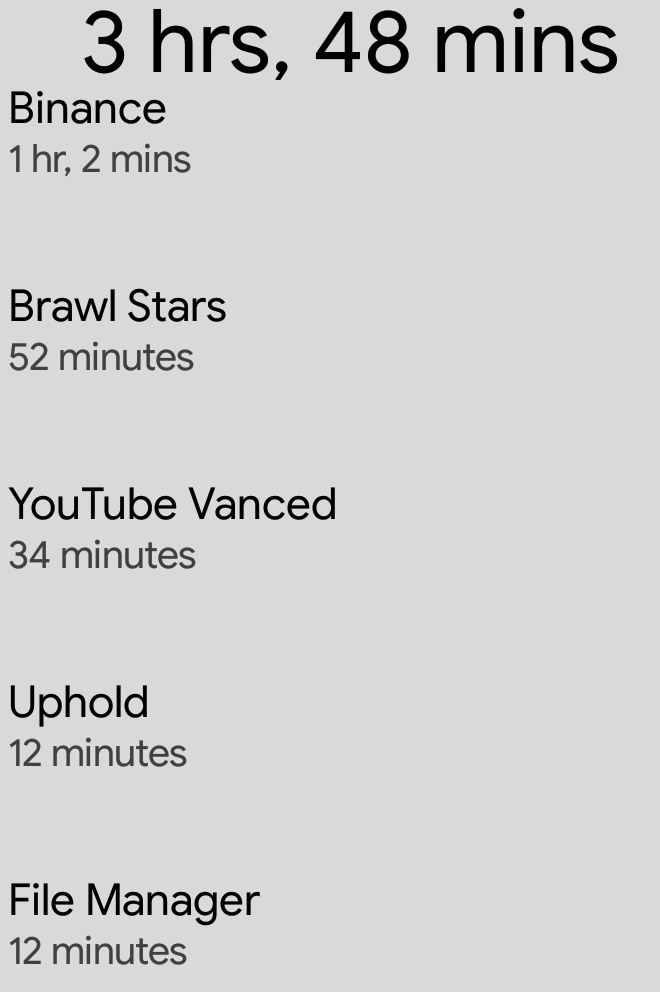 3 hrs, 48 mins
Binance
1 hr, 2 mins
Brawl Stars
52 minutes
YouTube Vanced
34 minutes
Uphold
12 minutes
File Manager
12 minutes